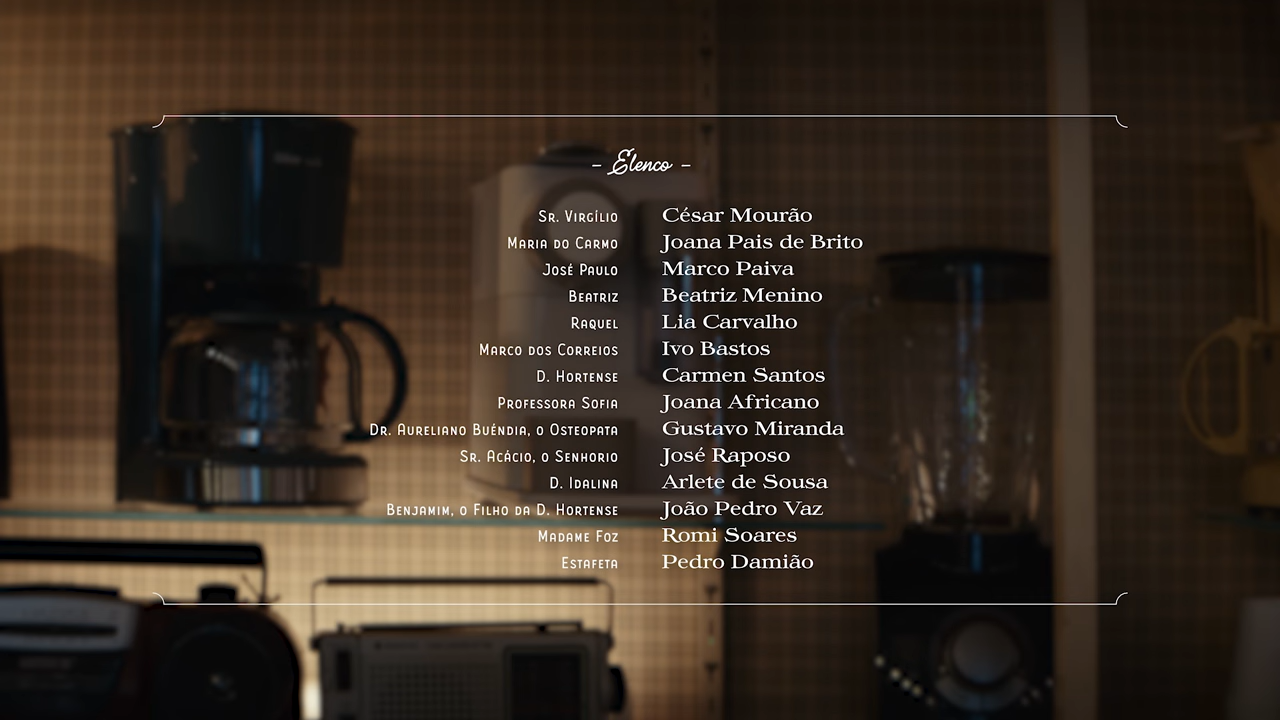 - Elenco -
Sr. Virgílio César Mourão
Maria do Carmo Joana Pais de Brito
José Paulo Marco Paiva
Beatriz Beatriz Menino
Raquel Lia Carvalho
Marco dos Correios Ivo Bastos
D. Hortense Carmen Santos
Professora Sofia Joana Africano
Dr. Aureliano Buéndia, o Osteopata Gustavo Miranda
Sr. Acácio, o Senhorio José Raposo
D. Idalina Arlete de Sousa
Benjamim, o Filho da D. Hortense João Pedro Vaz
Madame Foz Romi Soares
Estafeta Pedro Damião